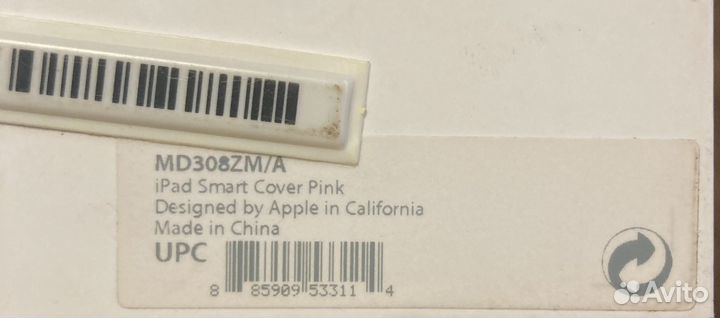 MD308ZM/A
iPad Smart Cover Pink
Designed by Apple in California
Made in China
UPC
8 85909 53311 4
Avito